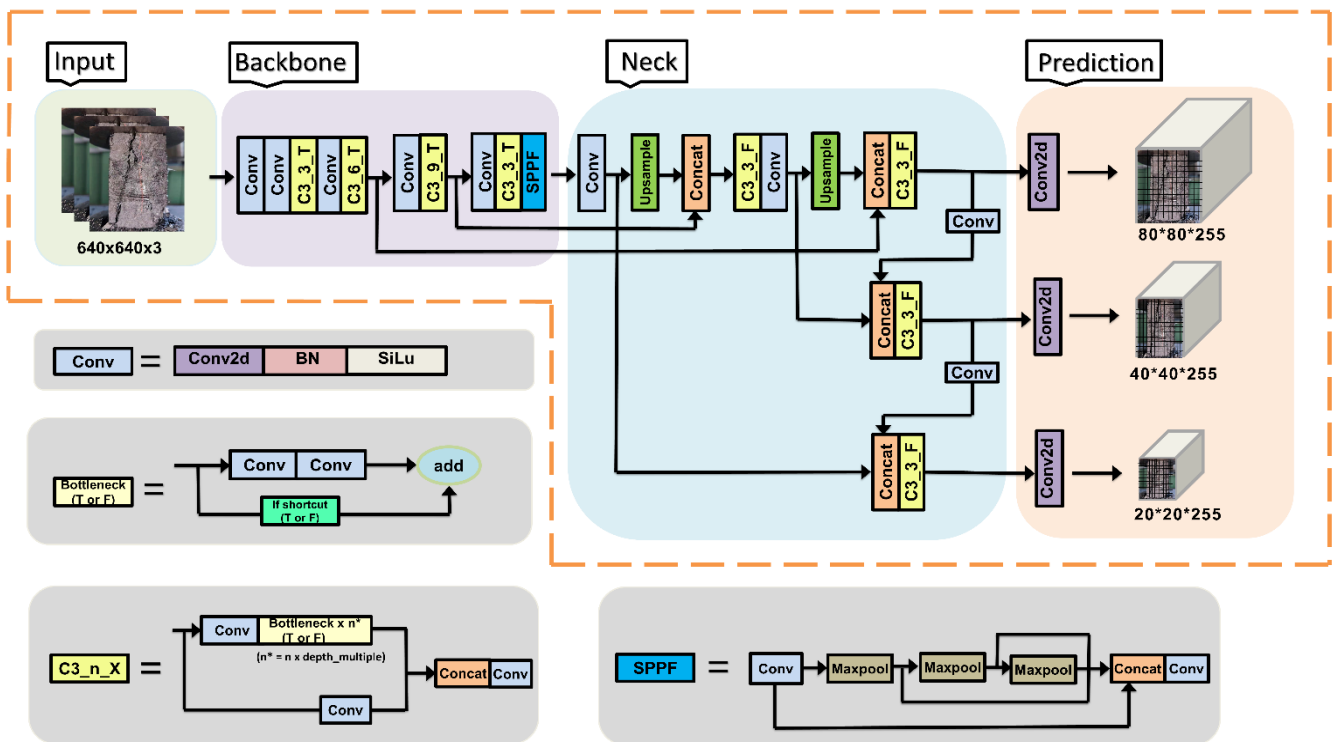 Input
Backbone
Neck
Prediction
640x640x3
Conv
Conv
C3_3_T
Conv
C3_6_T
Conv
C3_9_T
Conv
C3_3_T
SPPF
Conv
Upsample
Concat
C3_3_F
Conv
Upsample
Concat
C3_3_F
Conv
Concat
C3_3_F
Conv
Concat
C3_3_F
Conv2d
80*80*255
Conv2d
40*40*255
Conv2d
20*20*255
Conv = Conv2d BN SiLu
Bottleneck
(T or F)
=
Conv Conv
add
If shortcut
(T or F)
C3_n_X =
Conv
Bottleneck x n*
(T or F)
(n* = n x depth_multiple)
Conv
Concat Conv
SPPF =
Conv
Maxpool
Maxpool
Maxpool
Concat Conv